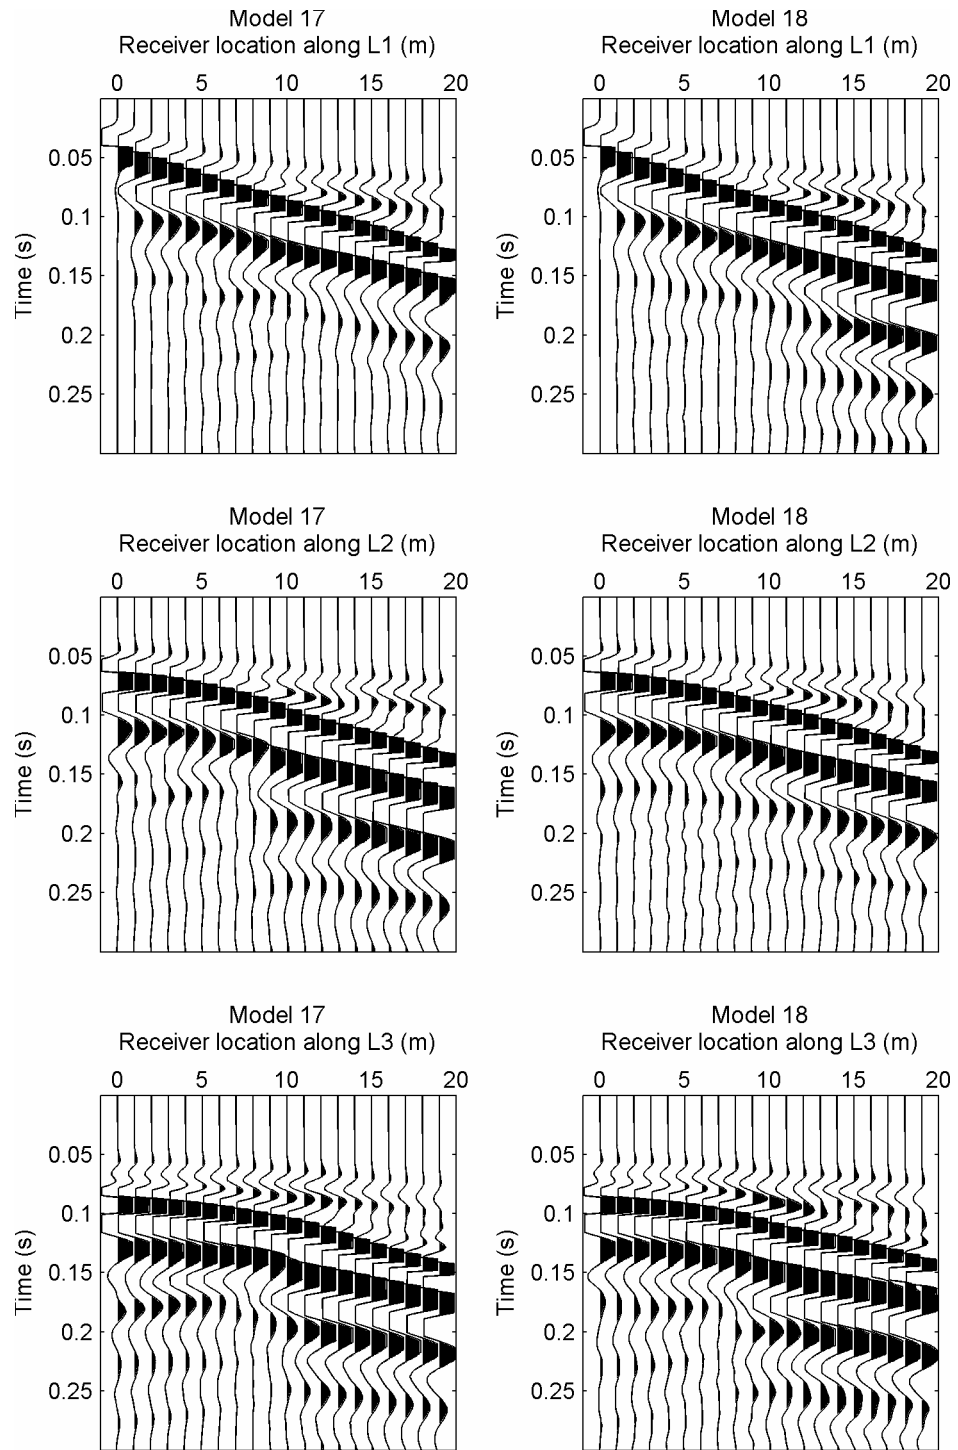 Model 17
Receiver location along L1 (m)
0 5 10 15 20
Time (s)
0.05
0.1
0.15
0.2
0.25
Model 18
Receiver location along L1 (m)
0 5 10 15 20
Time (s)
0.05
0.1
0.15
0.2
0.25
Model 17
Receiver location along L2 (m)
0 5 10 15 20
Time (s)
0.05
0.1
0.15
0.2
0.25
Model 18
Receiver location along L2 (m)
0 5 10 15 20
Time (s)
0.05
0.1
0.15
0.2
0.25
Model 17
Receiver location along L3 (m)
0 5 10 15 20
Time (s)
0.05
0.1
0.15
0.2
0.25
Model 18
Receiver location along L3 (m)
0 5 10 15 20
Time (s)
0.05
0.1
0.15
0.2
0.25